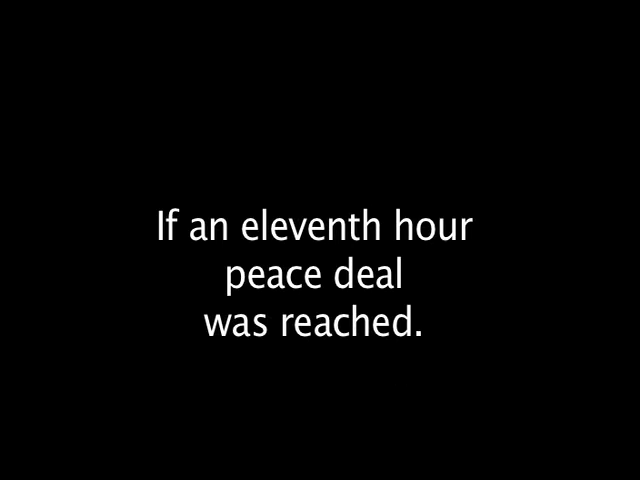 If an eleventh hour
peace deal
was reached.